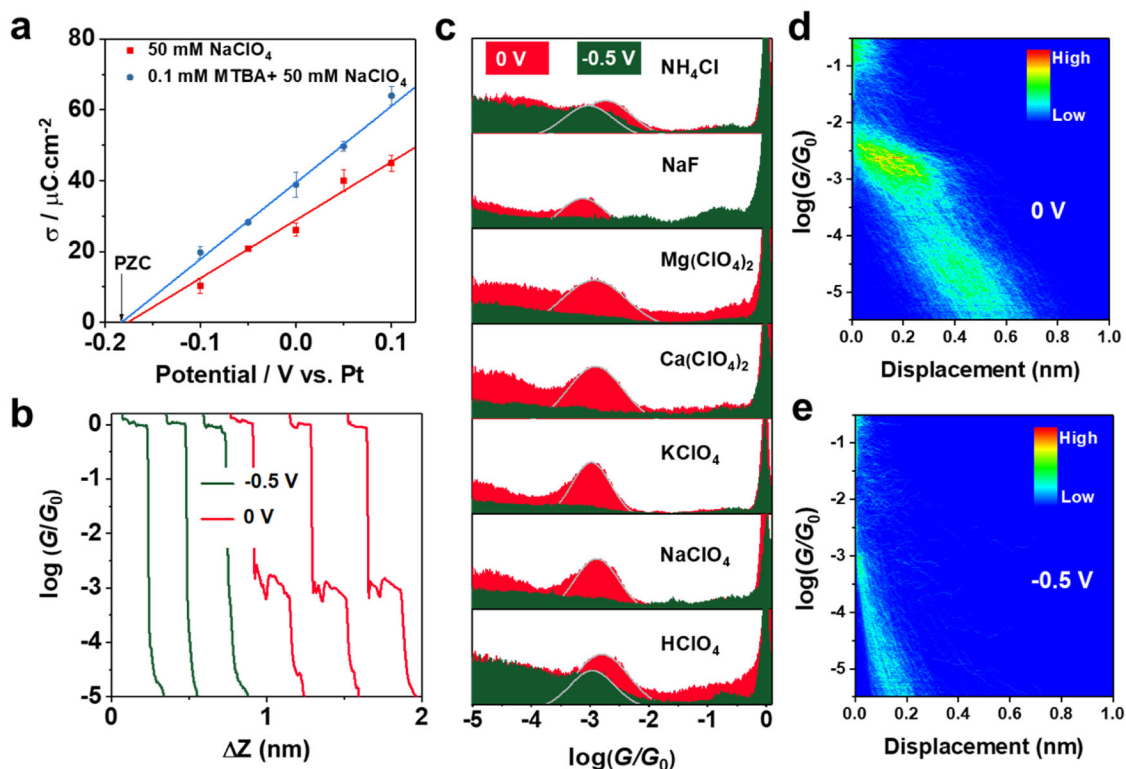 a
80
60
40
20
0
σ / μC·cm⁻²
50 mM NaClO₄
0.1 mM MTBA+ 50 mM NaClO₄
PZC
-0.2
-0.1
0.0
0.1
Potential / V vs. Pt
b
0
-1
-2
-3
-4
-5
log (G/G₀)
-0.5 V
0 V
0
1
2
ΔZ (nm)
c
0 V
-0.5 V
NH₄Cl
NaF
Mg(ClO₄)₂
Ca(ClO₄)₂
KClO₄
NaClO₄
HClO₄
-5
-4
-3
-2
-1
0
log(G/G₀)
d
-1
-2
-3
-4
-5
log(G/G₀)
High
Low
0 V
0.0
0.2
0.4
0.6
0.8
1.0
Displacement (nm)
e
-1
-2
-3
-4
-5
log(G/G₀)
High
Low
-0.5 V
0.0
0.2
0.4
0.6
0.8
1.0
Displacement (nm)